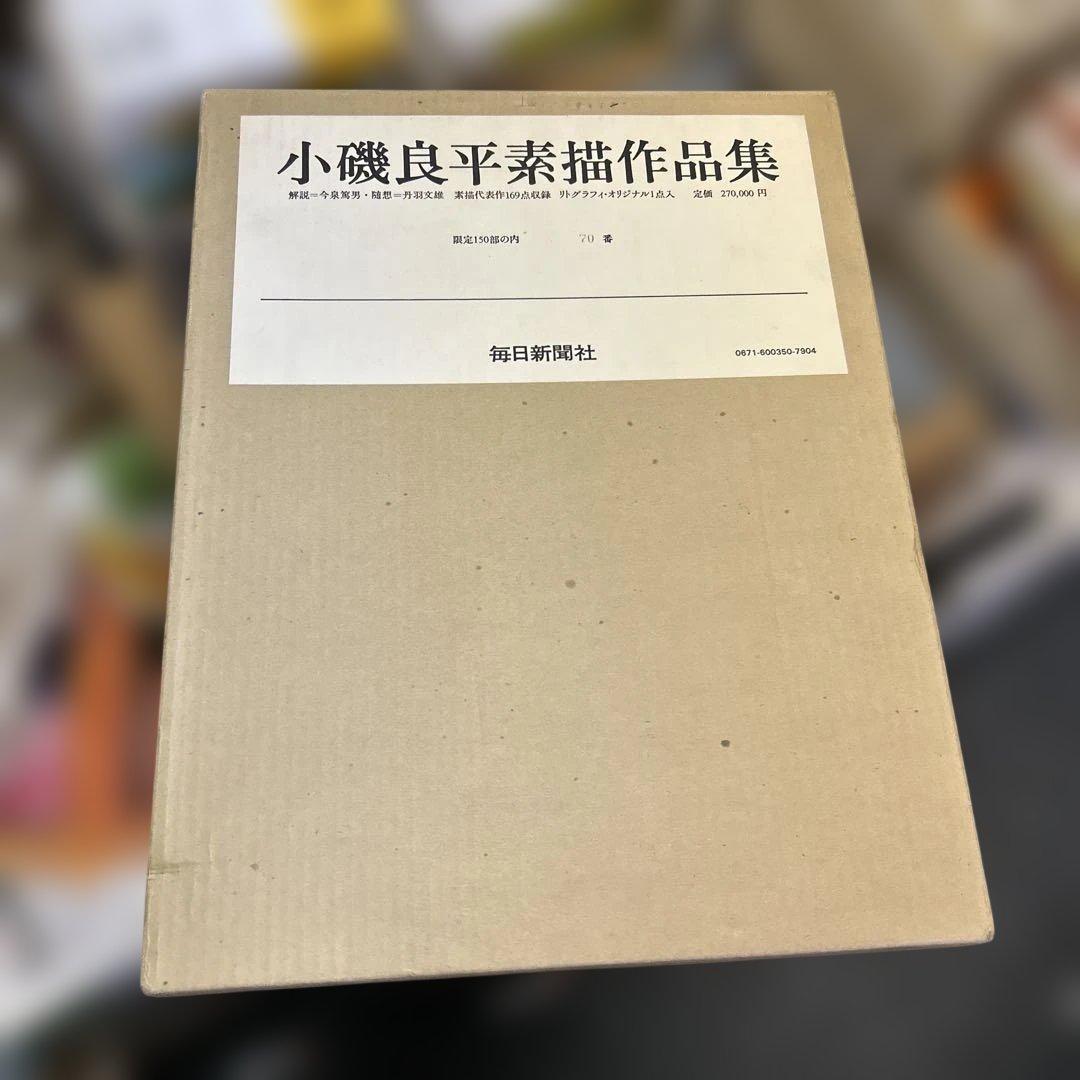 小磯良平素描作品集
解説=今泉篤男・随想=丹羽文雄 素描代表作169点収録 リトグラフィ・オリジナル1点入 定価 270,000 円
限定150部の内 70 番
毎日新聞社
0671-600350-7904